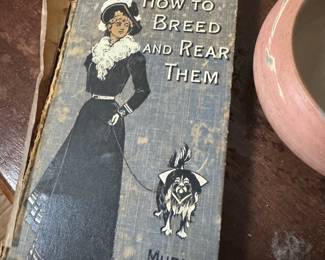 HOW TO
BREED
AND REAR
THEM